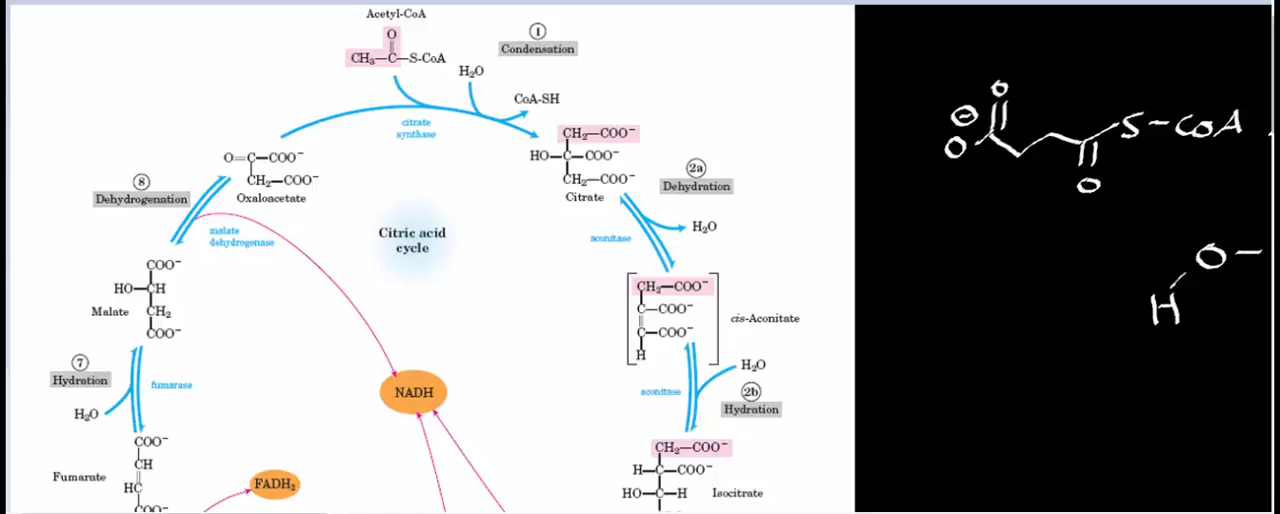 Acetyl-CoA
O
CH₃—C—S-CoA
1
Condensation
H₂O
CoA-SH
citrate
synthase
CH₂—COO⁻
HO—C—COO⁻
CH₂—COO⁻
Citrate
2a
Dehydration
H₂O
aconitase
CH₂—COO⁻
C—COO⁻
C—COO⁻
H
cis-Aconitate
H₂O
aconitase
2b
Hydration
CH₂—COO⁻
H—C—COO⁻
HO—C—H
Isocitrate
O=C—COO⁻
CH₂—COO⁻
Oxaloacetate
8
Dehydrogenation
malate
dehydrogenase
Citric acid
cycle
COO⁻
HO—CH
CH₂
COO⁻
Malate
7
Hydration
fumarase
H₂O
COO⁻
CH
HC
COO⁻
Fumarate
NADH
FADH₂
O
⊖
O
S-CoA
O
O—
H